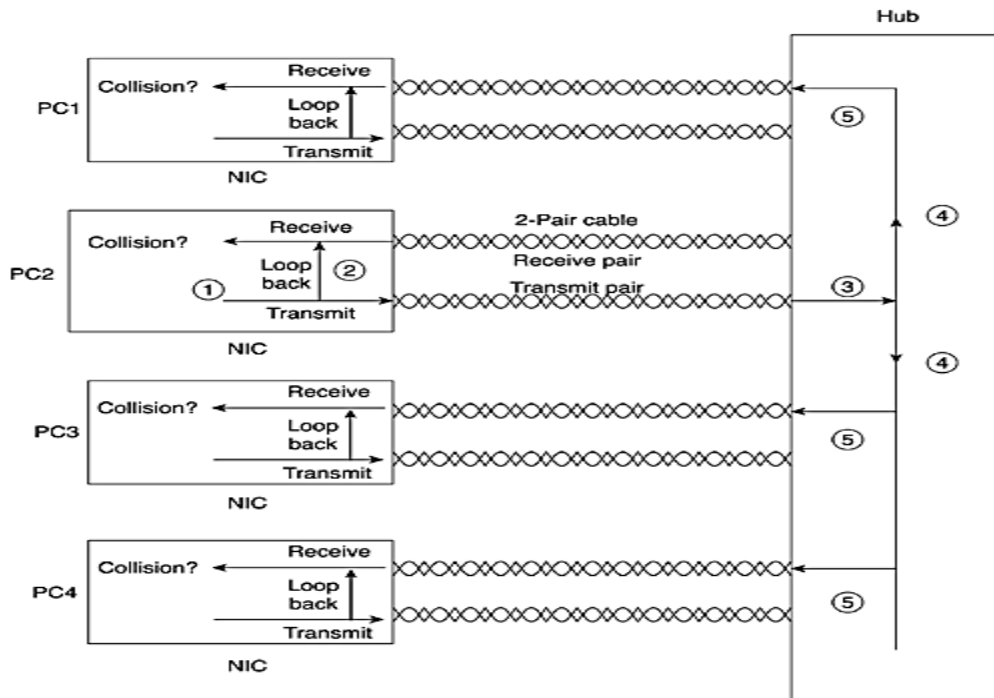 Hub
Receive
Collision?
Loop
back
PC1
Transmit
5
NIC
4
2-Pair cable
Receive
Collision?
Receive pair
PC2
Loop
back
2
1
Transmit pair
3
Transmit
NIC
4
Receive
Collision?
Loop
back
PC3
5
Transmit
NIC
Receive
Collision?
Loop
back
PC4
5
Transmit
NIC